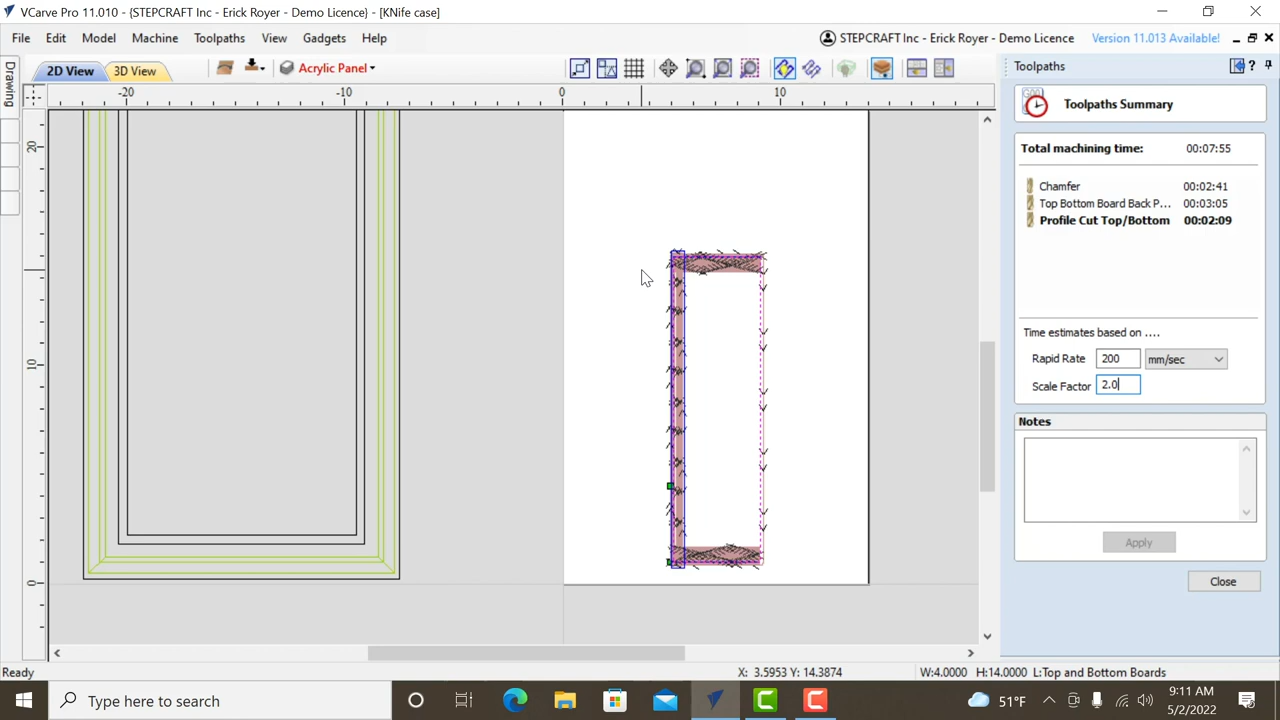 VCarve Pro 11.010 - {STEPCRAFT Inc - Erick Royer - Demo Licence} - [KNife case]
File Edit Model Machine Toolpaths View Gadgets Help
STEPCRAFT Inc - Erick Royer - Demo Licence Version 11.013 Available!
Drawing
2D View 3D View
Acrylic Panel
Toolpaths
-20 -10 0 10
20
10
0
Toolpaths Summary
Total machining time: 00:07:55
Chamfer 00:02:41
Top Bottom Board Back P... 00:03:05
Profile Cut Top/Bottom 00:02:09
Time estimates based on ....
Rapid Rate 200 mm/sec
Scale Factor 2.0
Notes
Apply
Close
Ready
X: 3.5953 Y: 14.3874
W:4.0000 H:14.0000 L:Top and Bottom Boards
Type here to search
51°F
9:11 AM
5/2/2022